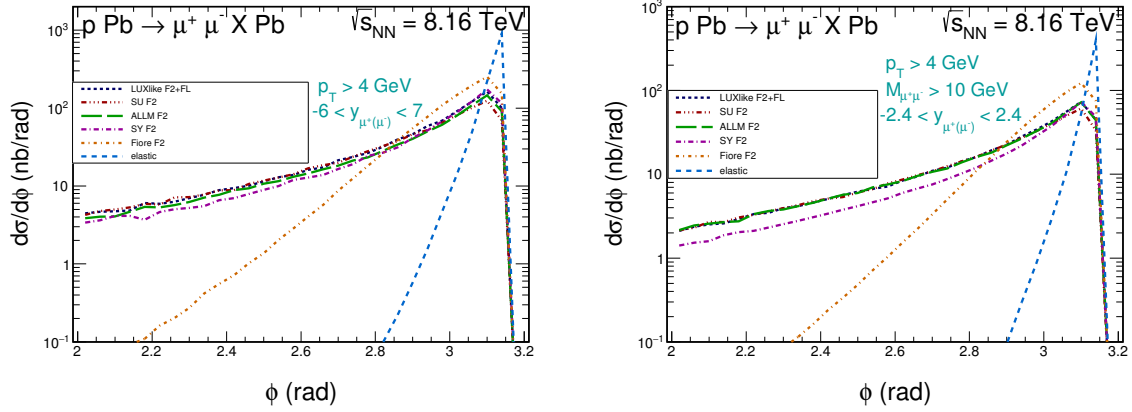 p Pb → μ⁺ μ⁻ X Pb √s_NN = 8.16 TeV
p_T > 4 GeV
-6 < y_μ⁺(μ⁻) < 7
LUXlike F2+FL
SU F2
ALLM F2
SY F2
Fiore F2
elastic
dσ/dϕ (nb/rad)
10³
10²
10
1
10⁻¹
2 2.2 2.4 2.6 2.8 3 3.2
ϕ (rad)
p Pb → μ⁺ μ⁻ X Pb √s_NN = 8.16 TeV
p_T > 4 GeV
M_μ⁺μ⁻ > 10 GeV
-2.4 < y_μ⁺(μ⁻) < 2.4
LUXlike F2+FL
SU F2
ALLM F2
SY F2
Fiore F2
elastic
dσ/dϕ (nb/rad)
10³
10²
10
1
10⁻¹
2 2.2 2.4 2.6 2.8 3 3.2
ϕ (rad)